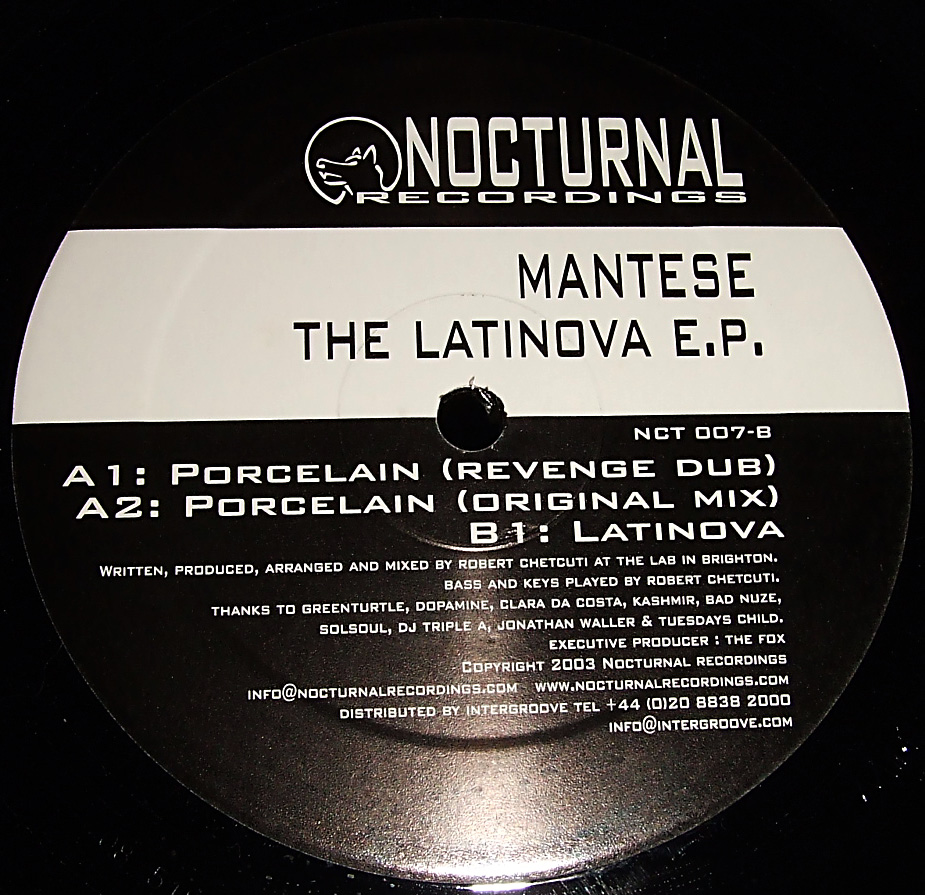 NOCTURNAL
RECORDINGS
MANTESE
THE LATINOVA E.P.
NCT 007-B
A1: PORCELAIN (REVENGE DUB)
A2: PORCELAIN (ORIGINAL MIX)
B1: LATINOVA
WRITTEN, PRODUCED, ARRANGED AND MIXED BY ROBERT CHETCUTI AT THE LAB IN BRIGHTON.
BASS AND KEYS PLAYED BY ROBERT CHETCUTI.
THANKS TO GREENTURTLE, DOPAMINE, CLARA DA COSTA, KASHMIR, BAD NUZE,
SOLSOUL, DJ TRIPLE A, JONATHAN WALLER & TUESDAYS CHILD.
EXECUTIVE PRODUCER : THE FOX
COPYRIGHT 2003 NOCTURNAL RECORDINGS
INFO@NOCTURNALRECORDINGS.COM WWW.NOCTURNALRECORDINGS.COM
DISTRIBUTED BY INTERGROOVE TEL +44 (0)20 8838 2000
INFO@INTERGROOVE.COM